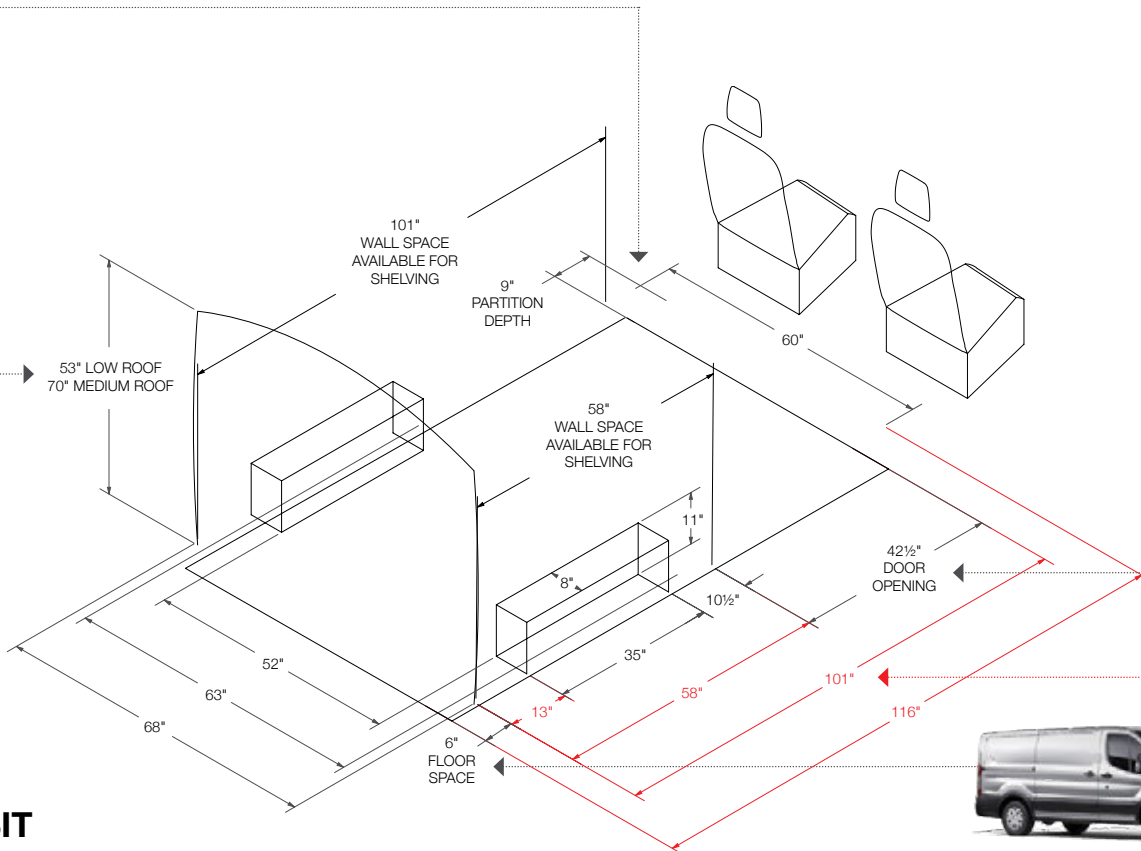 101"
WALL SPACE
AVAILABLE FOR
SHELVING
9"
PARTITION
DEPTH
60"
53" LOW ROOF
70" MEDIUM ROOF
58"
WALL SPACE
AVAILABLE FOR
SHELVING
11"
8"
42½"
DOOR
OPENING
10½"
35"
52"
63"
68"
58"
101"
116"
13"
6"
FLOOR
SPACE